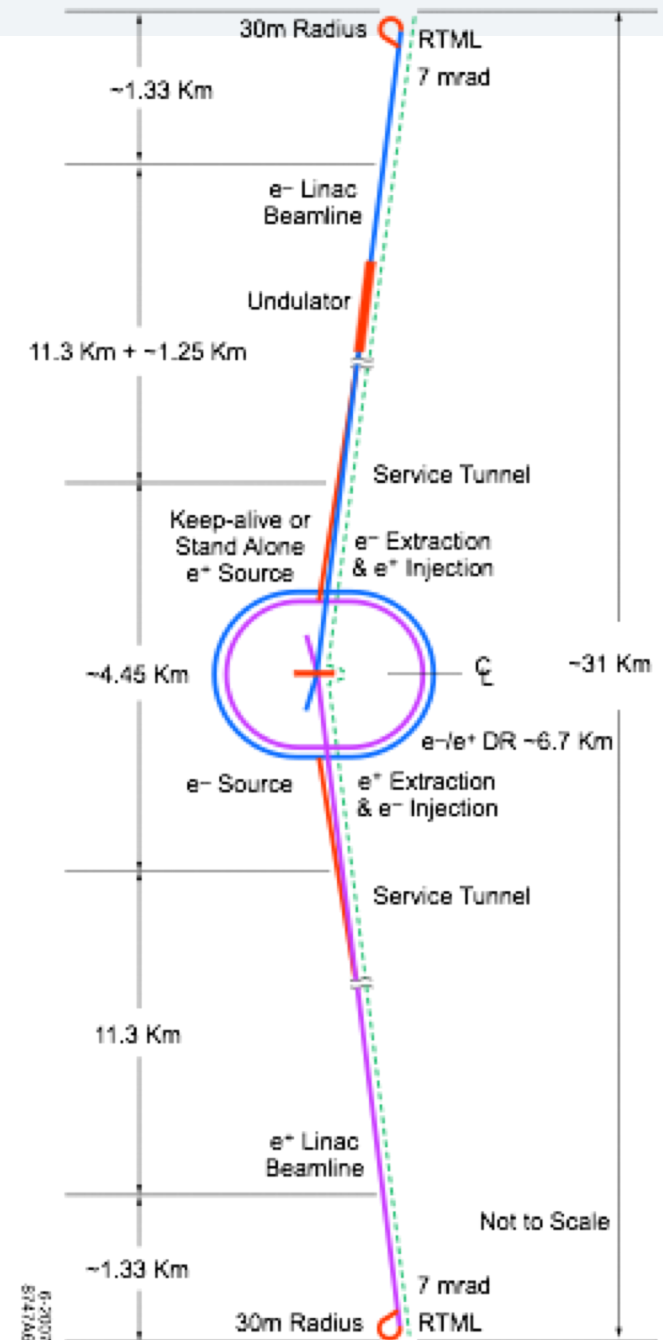 30m Radius
RTML
7 mrad
~1.33 Km
e– Linac
Beamline
Undulator
11.3 Km + ~1.25 Km
Service Tunnel
Keep-alive or
Stand Alone
e+ Source
e– Extraction
& e+ Injection
~4.45 Km
℄
~31 Km
e–/e+ DR ~6.7 Km
e– Source
e+ Extraction
& e– Injection
Service Tunnel
11.3 Km
e+ Linac
Beamline
Not to Scale
~1.33 Km
7 mrad
30m Radius
RTML
6-2007
8747A6